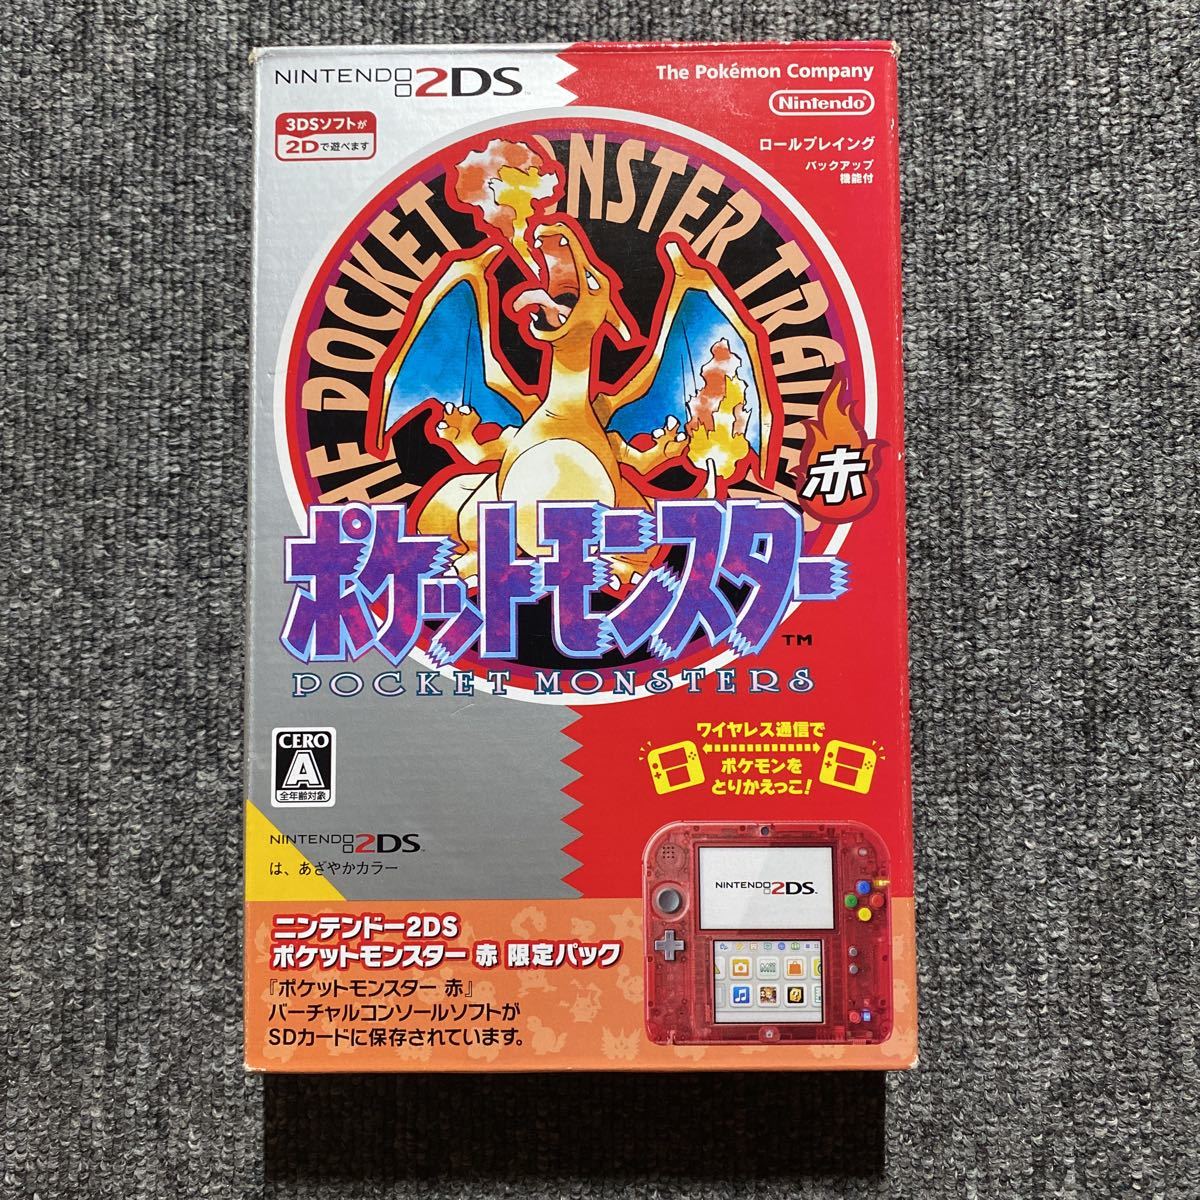 NINTENDO 2DS™
3DSソフトが
2Dで遊べます
The Pokémon Company
Nintendo®
ロールプレイング
バックアップ
機能付
POCKET MONSTER
赤
ポケットモンスター™
POCKET MONSTERS
ワイヤレス通信で
ポケモンを
とりかえっこ!
CERO
A
全年齢対象
NINTENDO 2DS™
は、あざやかカラー
NINTENDO 2DS™
ニンテンドー2DS
ポケットモンスター 赤 限定パック
『ポケットモンスター 赤』
バーチャルコンソールソフトが
SDカードに保存されています。